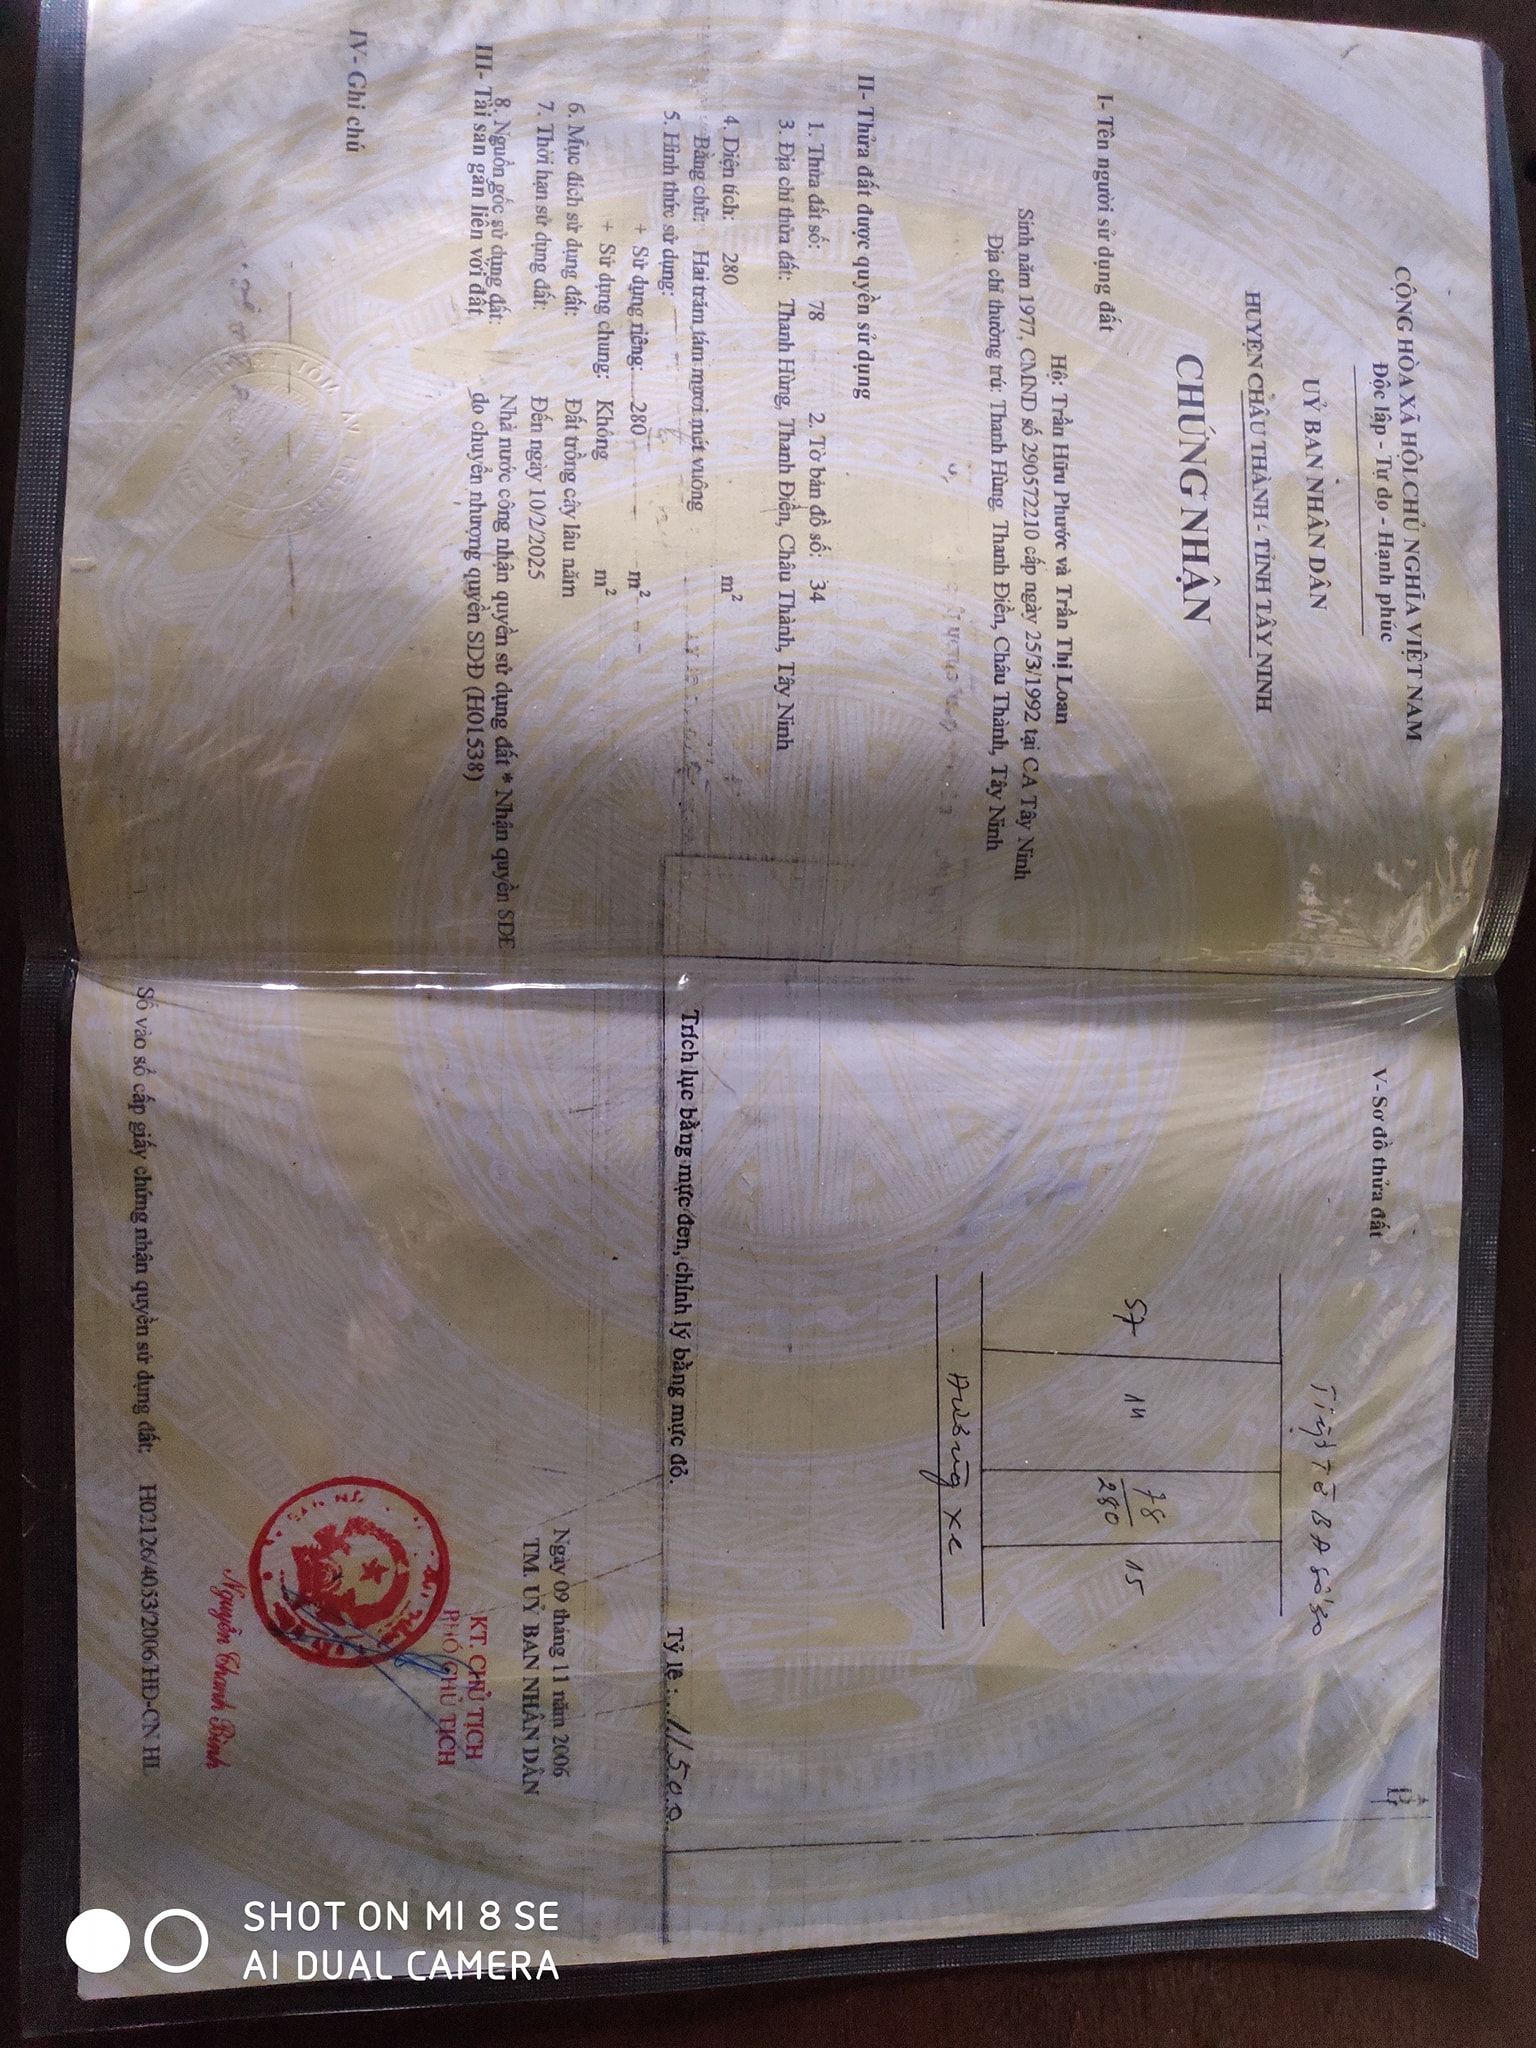 CỘNG HÒA XÃ HỘI CHỦ NGHĨA VIỆT NAM
Độc lập - Tự do - Hạnh phúc
UỶ BAN NHÂN DÂN
HUYỆN CHÂU THÀNH - TỈNH TÂY NINH
CHỨNG NHẬN
I- Tên người sử dụng đất
Hộ: Trần Hữu Phước và Trần Thị Loan
Sinh năm 1977, CMND số 290572210 cấp ngày 25/3/1992 tại CA Tây Ninh
Địa chỉ thường trú: Thanh Hùng, Thanh Điền, Châu Thành, Tây Ninh
II- Thửa đất được quyền sử dụng
1. Thửa đất số: 78 2. Tờ bản đồ số: 34
3. Địa chỉ thửa đất: Thanh Hùng, Thanh Điền, Châu Thành, Tây Ninh
4. Diện tích: 280 m²
Bằng chữ: Hai trăm tám mươi mét vuông
5. Hình thức sử dụng:
+ Sử dụng riêng: 280 m²
+ Sử dụng chung: Không m²
6. Mục đích sử dụng đất: Đất trồng cây lâu năm
7. Thời hạn sử dụng đất: Đến ngày 10/2/2025
8. Nguồn gốc sử dụng đất: Nhà nước công nhận quyền sử dụng đất * Nhận quyền SDĐ
do chuyển nhượng quyền SDĐ (H01538)
III- Tài sản gắn liền với đất
IV- Ghi chú
V- Sơ đồ thửa đất
BĐ số 30
57
14
78
280
15
Đường xe
Trích lục bằng mực đen, chỉnh lý bằng mực đỏ.
Tỷ lệ: 1/1500
Ngày 09 tháng 11 năm 2006
TM. UỶ BAN NHÂN DÂN
KT. CHỦ TỊCH
PHÓ CHỦ TỊCH
Nguyễn Thanh Bình
Số vào sổ cấp giấy chứng nhận quyền sử dụng đất: H02126/4053/2006/HĐ-CN HL
SHOT ON MI 8 SE
AI DUAL CAMERA